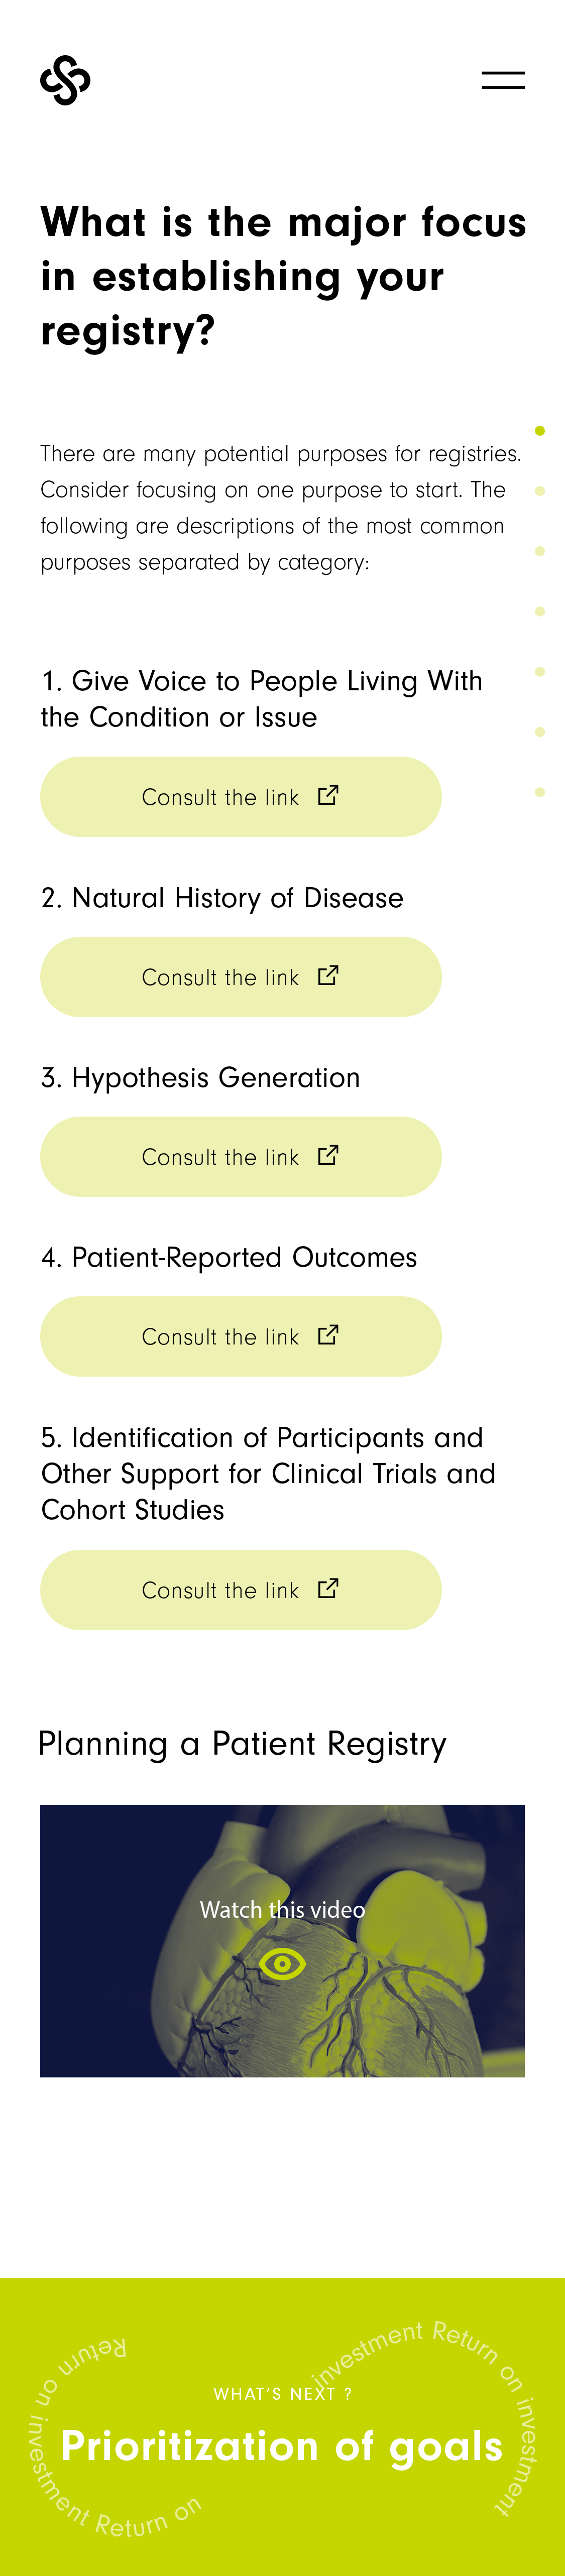 What is the major focus
in establishing your
registry?
There are many potential purposes for registries.
Consider focusing on one purpose to start. The
following are descriptions of the most common
purposes separated by category:
1. Give Voice to People Living With
the Condition or Issue
Consult the link
2. Natural History of Disease
Consult the link
3. Hypothesis Generation
Consult the link
4. Patient-Reported Outcomes
Consult the link
5. Identification of Participants and
Other Support for Clinical Trials and
Cohort Studies
Consult the link
Planning a Patient Registry
Watch this video
Return on investment Return on
investment Return on investment
WHAT'S NEXT ?
Prioritization of goals